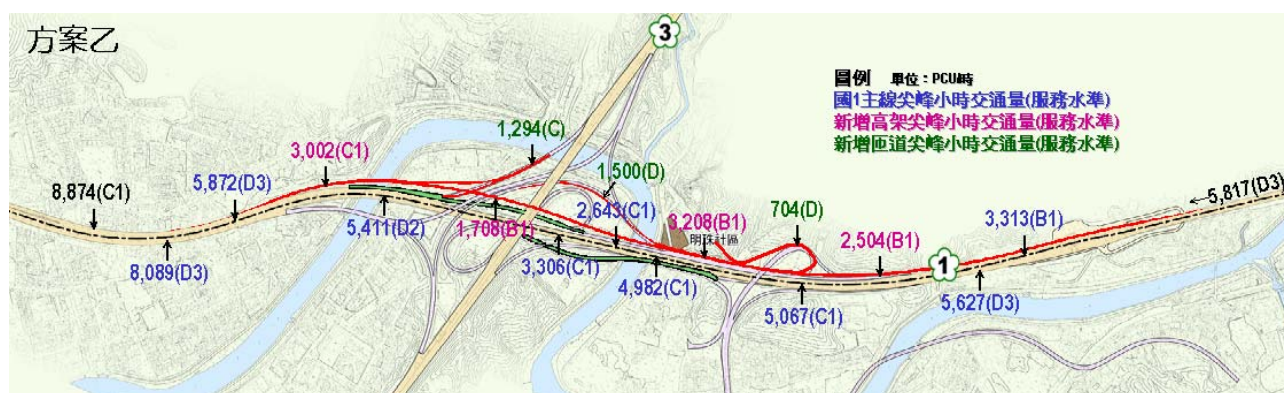 方案乙
3
圖例 單位：PCU/時
國1主線尖峰小時交通量(服務水準)
新增高架尖峰小時交通量(服務水準)
新增匝道尖峰小時交通量(服務水準)
1,294(C)
3,002(C1)
1,500(D)
5,817(D3)
8,874(C1)
5,872(D3)
2,643(C1)
3,208(B1)
704(D)
3,313(B1)
5,411(D2)
1,708(B1)
明珠社區
2,504(B1)
1
8,089(D3)
3,306(C1)
4,982(C1)
5,067(C1)
5,627(D3)